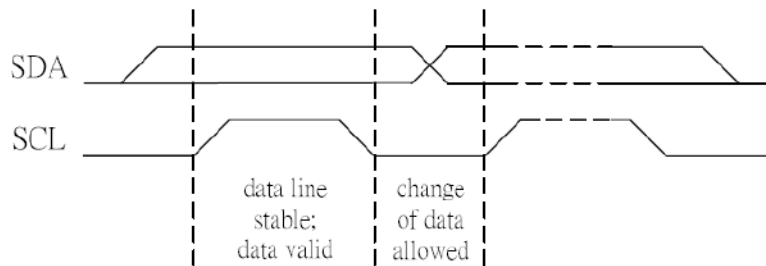 SDA
SCL
data line
stable;
data valid
change
of data
allowed